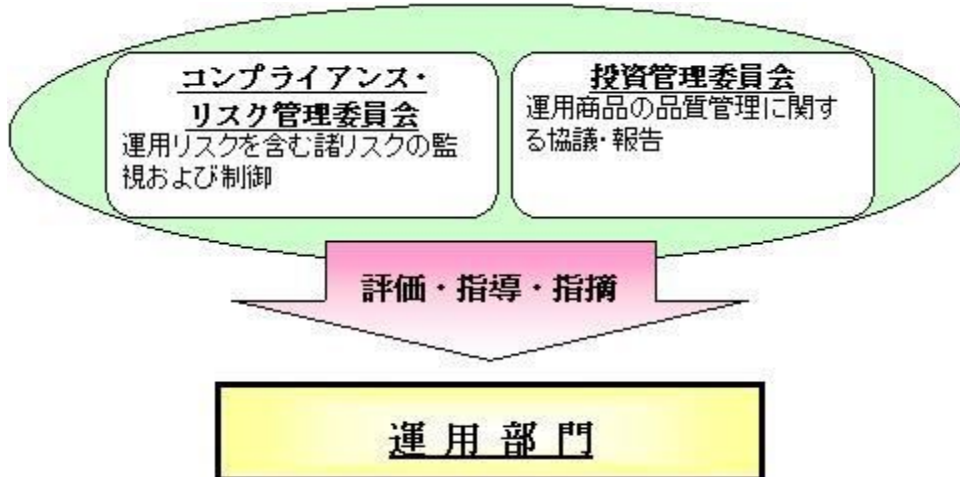 コンプライアンス・
リスク管理委員会
運用リスクを含む諸リスクの監
視および制御
投資管理委員会
運用商品の品質管理に関す
る協議・報告
評価・指導・指摘
運 用 部 門